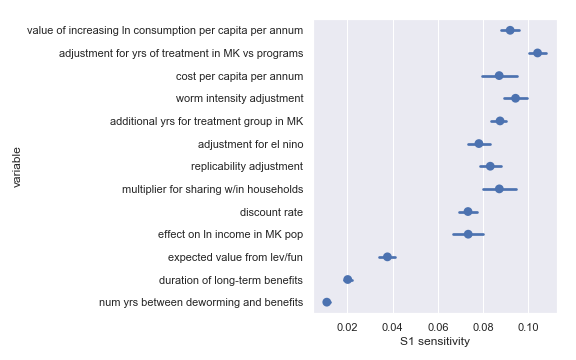 value of increasing ln consumption per capita per annum
adjustment for yrs of treatment in MK vs programs
cost per capita per annum
worm intensity adjustment
additional yrs for treatment group in MK
adjustment for el nino
replicability adjustment
multiplier for sharing w/in households
discount rate
effect on ln income in MK pop
expected value from lev/fun
duration of long-term benefits
num yrs between deworming and benefits
variable
0.02 0.04 0.06 0.08 0.10
S1 sensitivity